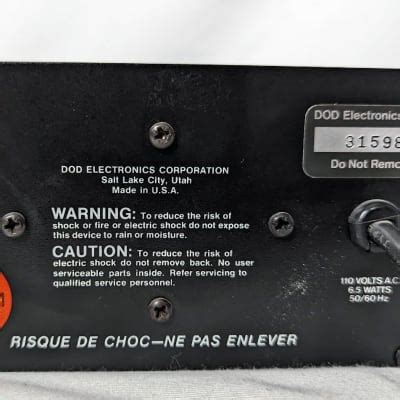 DOD Electronics
31598
Do Not Remo
DOD ELECTRONICS CORPORATION
Salt Lake City, Utah
Made in U.S.A.
WARNING: To reduce the risk of
shock or fire or electric shock do not expose
this device to rain or moisture.
CAUTION: To reduce the risk of
electric shock do not remove back. No user
serviceable parts inside. Refer servicing to
qualified service personnel.
110 VOLTS A.C.
6.5 WATTS
50/60 Hz
RISQUE DE CHOC—NE PAS ENLEVER